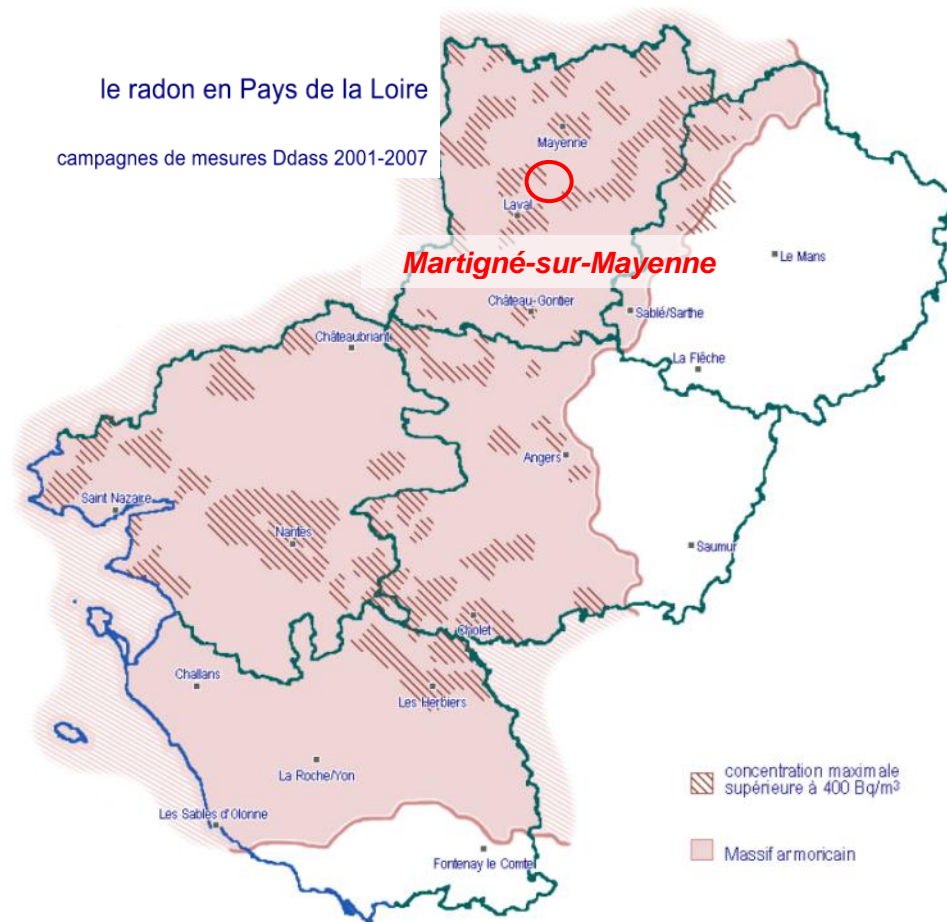 le radon en Pays de la Loire
campagnes de mesures Ddass 2001-2007
Mayenne
Laval
Martigné-sur-Mayenne
Le Mans
Château-Gontier
Sablé/Sarthe
Châteaubriant
La Flêche
Angers
Saint Nazaire
Nantes
Saumur
Cholet
Challans
Les Herbiers
La Roche/Yon
Les Sables d'Olonne
Fontenay le Comte
concentration maximale
supérieure à 400 Bq/m³
Massif armoricain